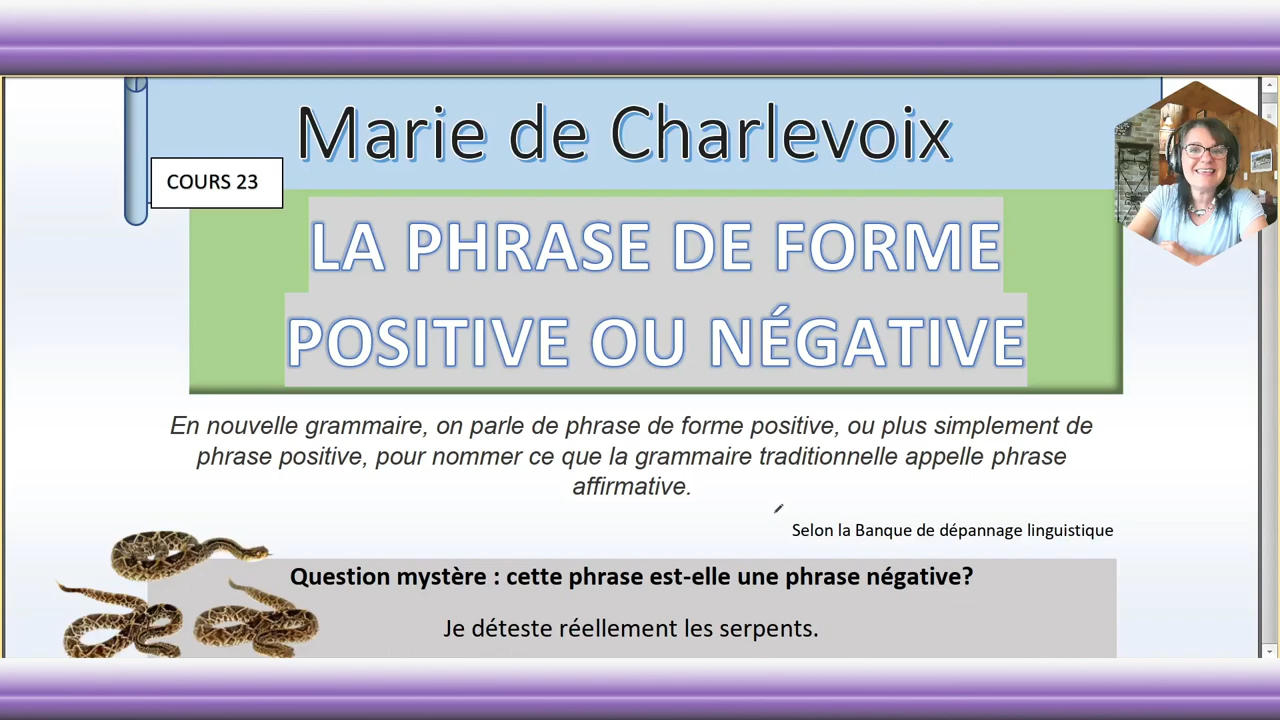 Marie de Charlevoix
COURS 23
LA PHRASE DE FORME
POSITIVE OU NÉGATIVE
En nouvelle grammaire, on parle de phrase de forme positive, ou plus simplement de
phrase positive, pour nommer ce que la grammaire traditionnelle appelle phrase
affirmative.
Selon la Banque de dépannage linguistique
Question mystère : cette phrase est-elle une phrase négative?
Je déteste réellement les serpents.